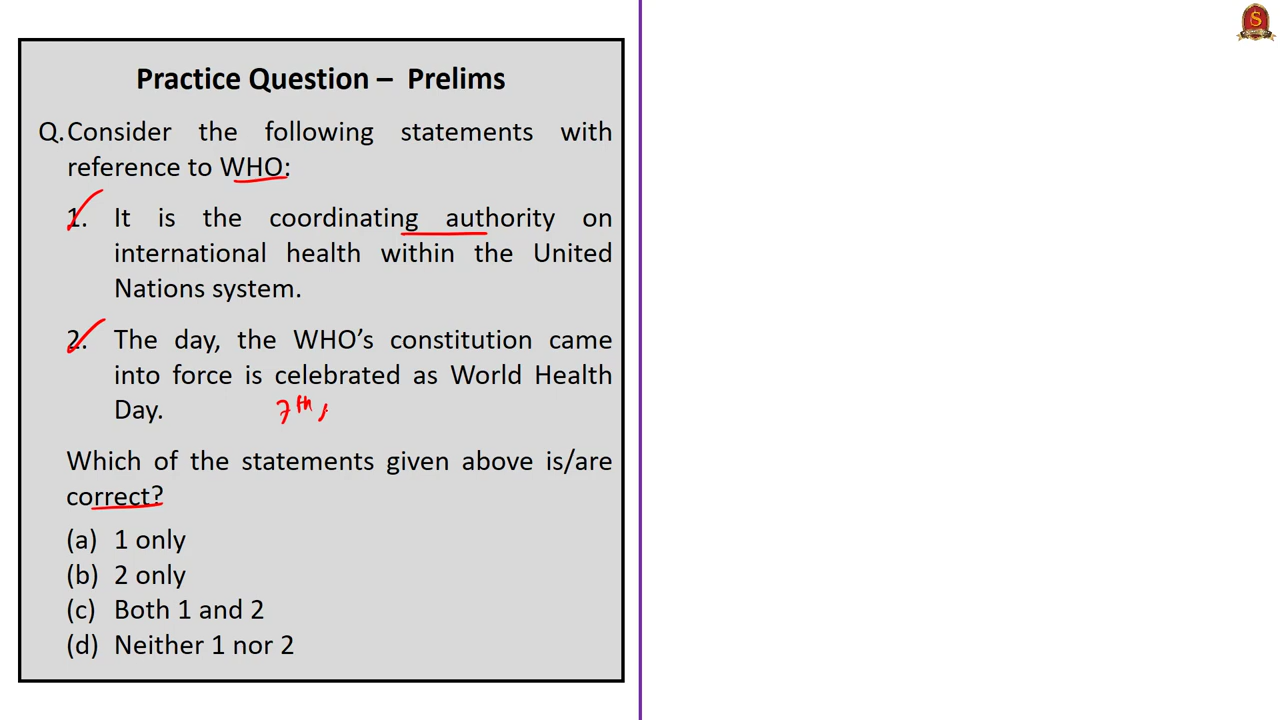 Practice Question – Prelims
Q. Consider the following statements with
reference to WHO:
1. It is the coordinating authority on
international health within the United
Nations system.
2. The day, the WHO's constitution came
into force is celebrated as World Health
Day.
7th
Which of the statements given above is/are
correct?
(a) 1 only
(b) 2 only
(c) Both 1 and 2
(d) Neither 1 nor 2
S